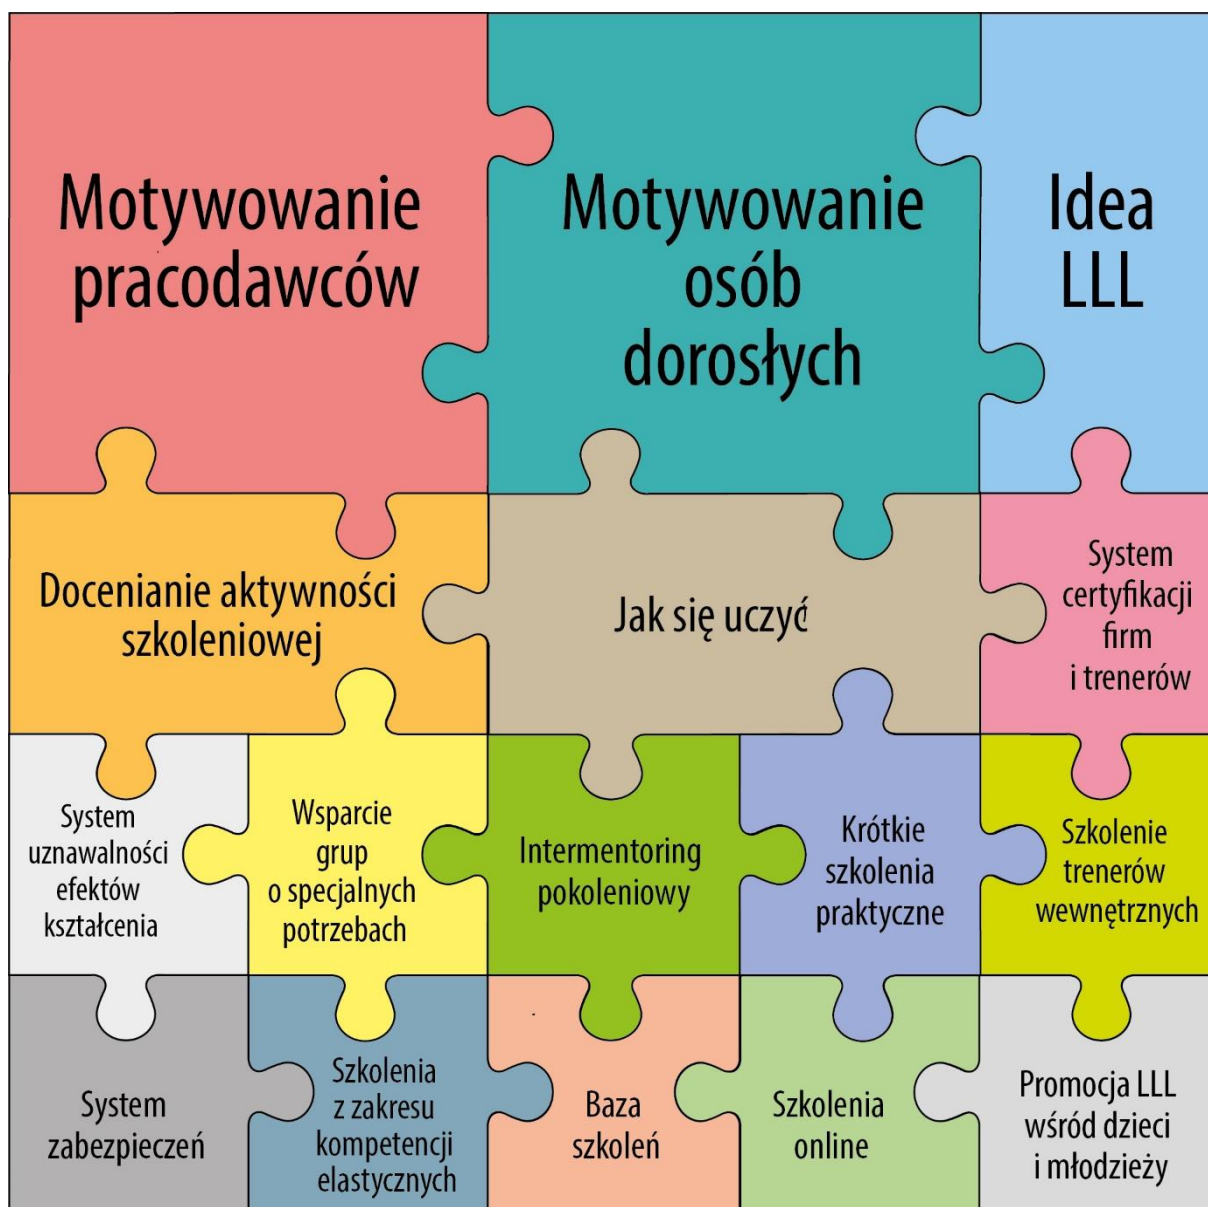 Motywowanie
pracodawców
Motywowanie
osób
dorosłych
Idea
LLL
Docenianie aktywności
szkoleniowej
Jak się uczyć
System
certyfikacji
firm
i trenerów
System
uznawalności
efektów
kształcenia
Wsparcie
grup
o specjalnych
potrzebach
Intermentoring
pokoleniowy
Krótkie
szkolenia
praktyczne
Szkolenie
trenerów
wewnętrznych
System
zabezpieczeń
Szkolenia
z zakresu
kompetencji
elastycznych
Baza
szkoleń
Szkolenia
online
Promocja LLL
wśród dzieci
i młodzieży